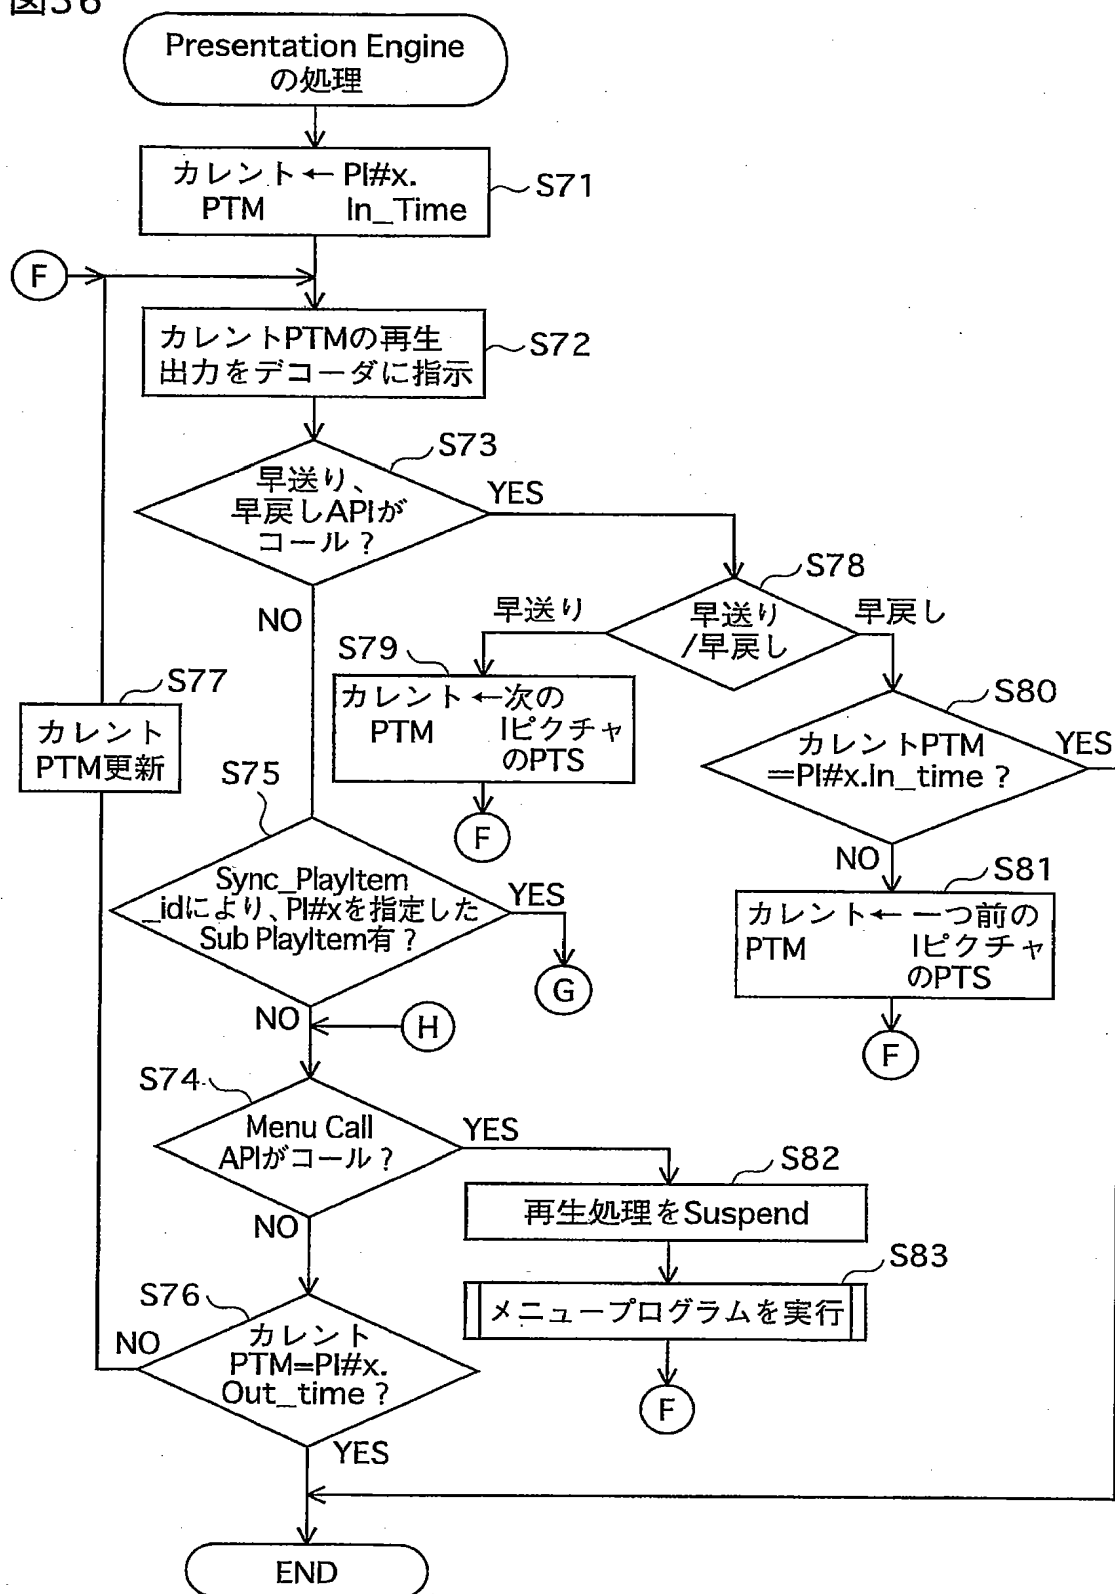 図36
Presentation Engine
の処理
カレント ← PI#x.
PTM In_Time
S71
F
カレントPTMの再生
出力をデコーダに指示
S72
S73
早送り、
早戻しAPIが
コール？
YES
NO
S78
早送り
/早戻し
早送り
早戻し
S79
カレント ←次の
PTM Iピクチャ
のPTS
F
S80
カレントPTM
=PI#x.In_time ?
YES
NO
S81
カレント← 一つ前の
PTM Iピクチャ
のPTS
F
S77
カレント
PTM更新
S75
Sync_PlayItem
_idにより、PI#xを指定した
Sub PlayItem有？
YES
G
NO
H
S74
Menu Call
APIがコール？
YES
NO
S82
再生処理をSuspend
S83
メニュープログラムを実行
F
S76
カレント
PTM=PI#x.
Out_time ?
NO
YES
END